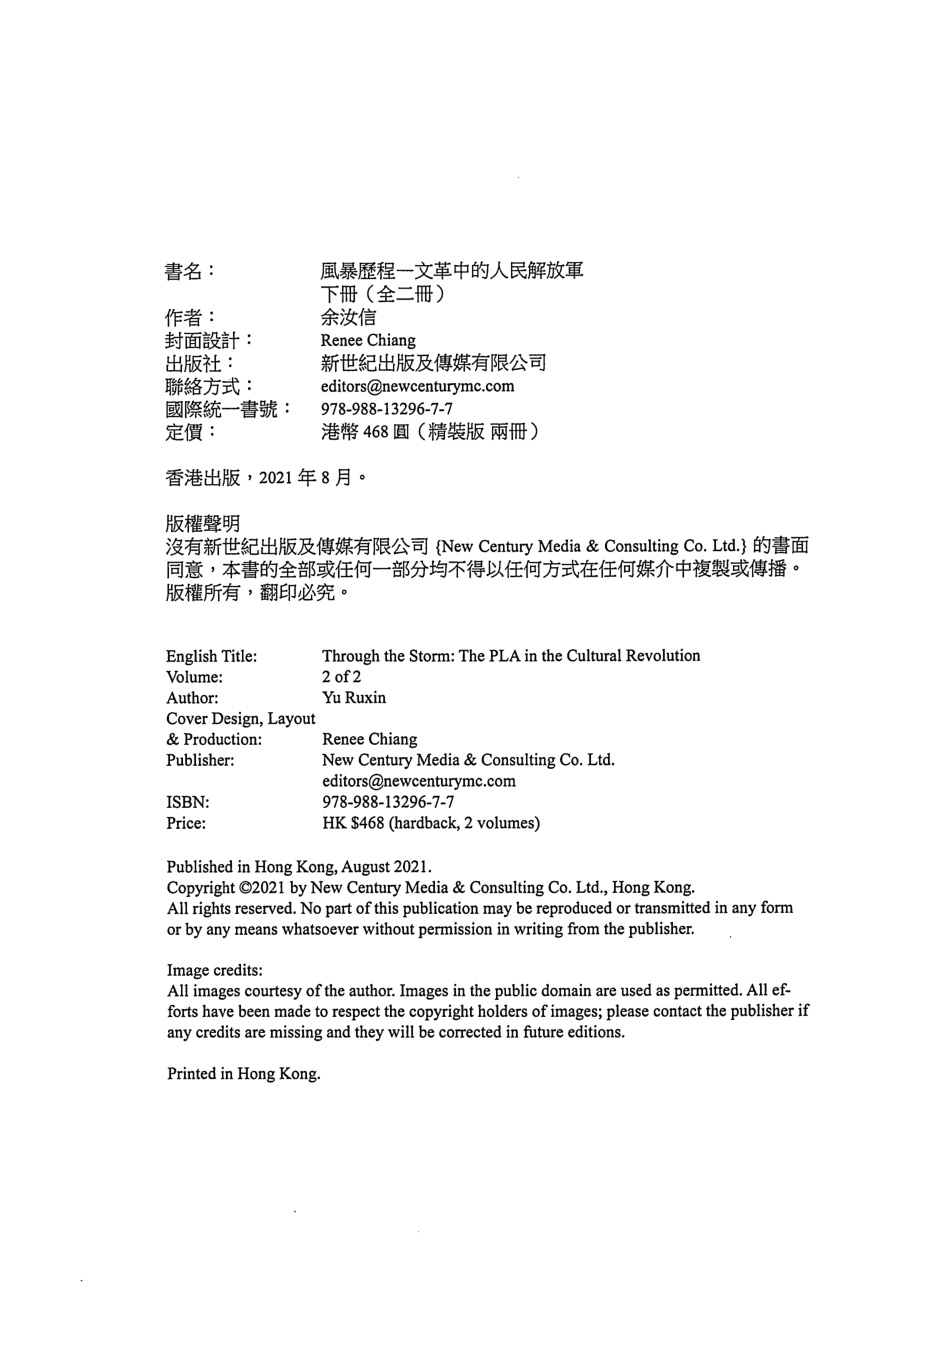 書名： 風暴歷程一文革中的人民解放軍
下冊（全二冊）
作者： 余汝信
封面設計： Renee Chiang
出版社： 新世紀出版及傳媒有限公司
聯絡方式： editors@newcenturymc.com
國際統一書號： 978-988-13296-7-7
定價： 港幣 468 圓（精裝版 兩冊）
香港出版，2021 年 8 月。
版權聲明
沒有新世紀出版及傳媒有限公司 {New Century Media & Consulting Co. Ltd.} 的書面
同意，本書的全部或任何一部分均不得以任何方式在任何媒介中複製或傳播。
版權所有，翻印必究。
English Title: Through the Storm: The PLA in the Cultural Revolution
Volume: 2 of 2
Author: Yu Ruxin
Cover Design, Layout
& Production: Renee Chiang
Publisher: New Century Media & Consulting Co. Ltd.
editors@newcenturymc.com
ISBN: 978-988-13296-7-7
Price: HK $468 (hardback, 2 volumes)
Published in Hong Kong, August 2021.
Copyright ©2021 by New Century Media & Consulting Co. Ltd., Hong Kong.
All rights reserved. No part of this publication may be reproduced or transmitted in any form
or by any means whatsoever without permission in writing from the publisher.
Image credits:
All images courtesy of the author. Images in the public domain are used as permitted. All ef-
forts have been made to respect the copyright holders of images; please contact the publisher if
any credits are missing and they will be corrected in future editions.
Printed in Hong Kong.